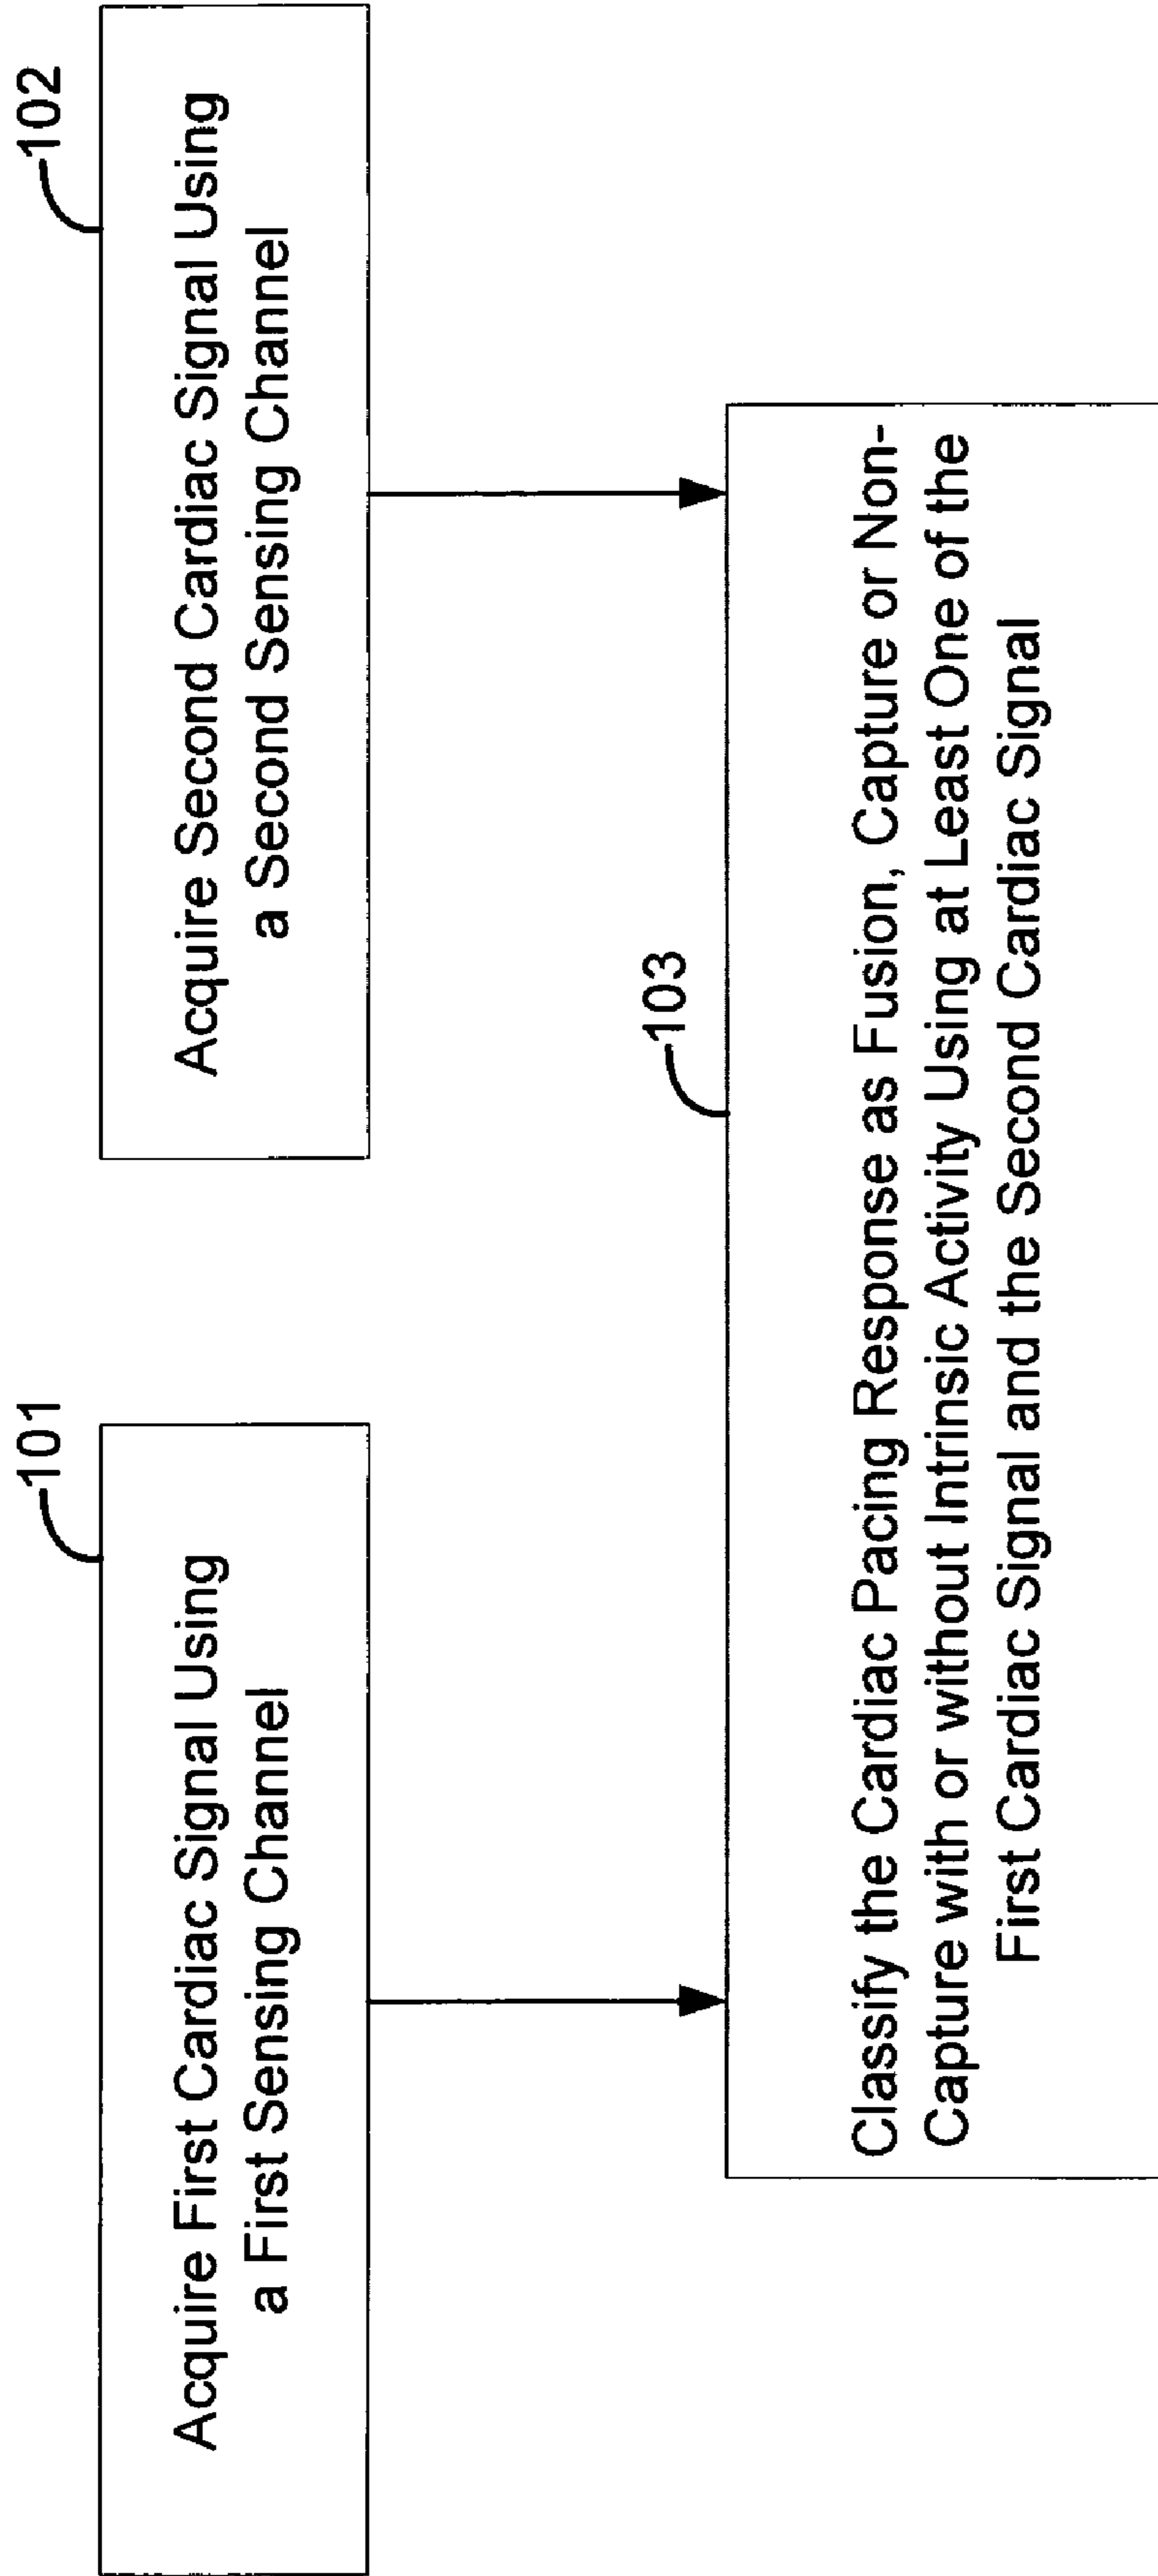 101
Acquire First Cardiac Signal Using
a First Sensing Channel
102
Acquire Second Cardiac Signal Using
a Second Sensing Channel
103
Classify the Cardiac Pacing Response as Fusion, Capture or Non-
Capture with or without Intrinsic Activity Using at Least One of the
First Cardiac Signal and the Second Cardiac Signal